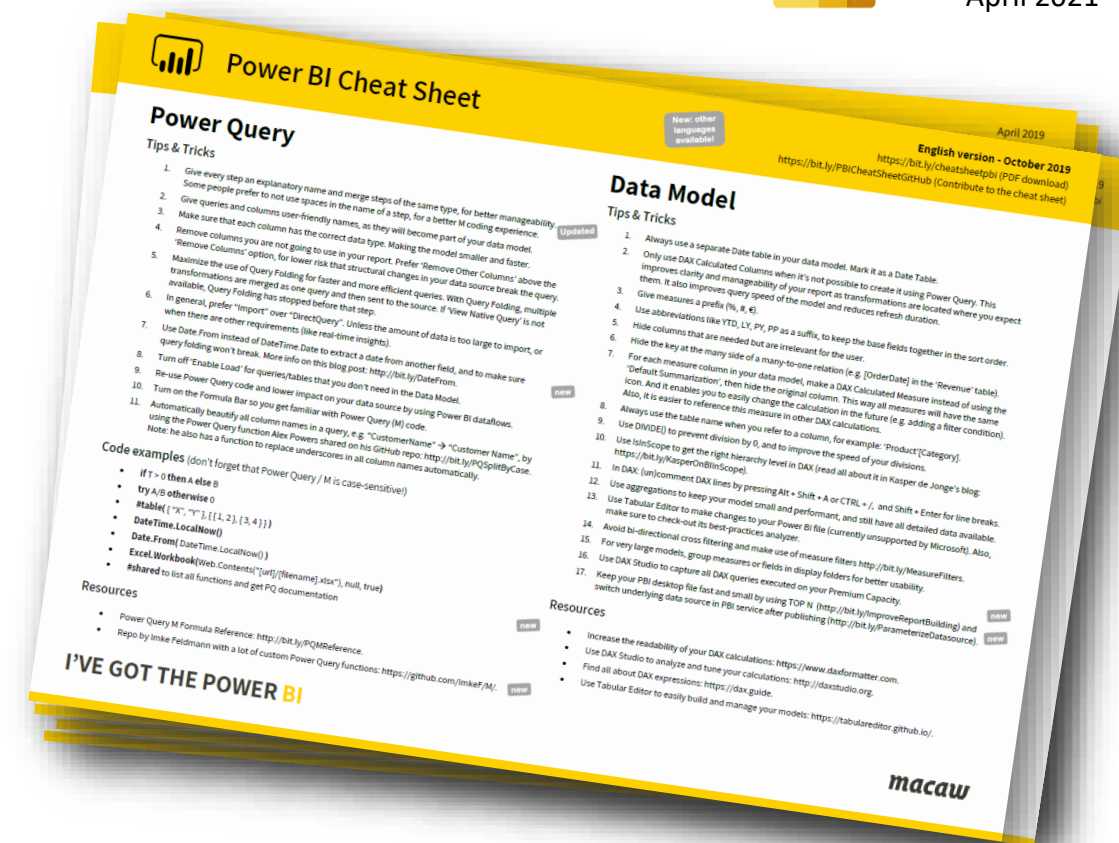 April 2021
Power BI Cheat Sheet
New: other
languages
available!
April 2019
English version - October 2019
https://bit.ly/cheatsheetpbi (PDF download)
https://bit.ly/PBICheatSheetGitHub (Contribute to the cheat sheet)
Power Query
Tips & Tricks
1. Give every step an explanatory name and merge steps of the same type, for better manageability.
Some people prefer to not use spaces in the name of a step, for a better M coding experience.
Updated
2. Give queries and columns user-friendly names, as they will become part of your data model.
3. Make sure that each column has the correct data type. Making the model smaller and faster.
4. Remove columns you are not going to use in your report. Prefer 'Remove Other Columns' above the
'Remove Columns' option, for lower risk that structural changes in your data source break the query.
5. Maximize the use of Query Folding for faster and more efficient queries. With Query Folding, multiple
transformations are merged as one query and then sent to the source. If 'View Native Query' is not
available, Query Folding has stopped before that step.
6. In general, prefer "Import" over "DirectQuery". Unless the amount of data is too large to import, or
when there are other requirements (like real-time insights).
7. Use Date.From instead of DateTime.Date to extract a date from another field, and to make sure
query folding won't break. More info on this blog post: http://bit.ly/DateFrom.
new
8. Turn off 'Enable Load' for queries/tables that you don't need in the Data Model.
9. Re-use Power Query code and lower impact on your data source by using Power BI dataflows.
10. Turn on the Formula Bar so you get familiar with Power Query (M) code.
11. Automatically beautify all column names in a query, e.g. "CustomerName" → "Customer Name", by
using the Power Query function Alex Powers shared on his GitHub repo: http://bit.ly/PQSplitByCase.
Note: he also has a function to replace underscores in all column names automatically.
Code examples (don't forget that Power Query / M is case-sensitive!)
• if T > 0 then A else B
• try A/B otherwise 0
• #table( { "X", "Y" }, { { 1, 2 }, { 3, 4 } } )
• DateTime.LocalNow()
• Date.From( DateTime.LocalNow() )
• Excel.Workbook(Web.Contents("[url]/[filename].xlsx"), null, true)
• #shared to list all functions and get PQ documentation
Resources
new
• Power Query M Formula Reference: http://bit.ly/PQMReference.
• Repo by Imke Feldmann with a lot of custom Power Query functions: https://github.com/ImkeF/M/.
new
I'VE GOT THE POWER BI
Data Model
Tips & Tricks
1. Always use a separate Date table in your data model. Mark it as a Date Table.
2. Only use DAX Calculated Columns when it's not possible to create it using Power Query. This
improves clarity and manageability of your report as transformations are located where you expect
them. It also improves query speed of the model and reduces refresh duration.
3. Give measures a prefix (%, #, €).
4. Use abbreviations like YTD, LY, PY, PP as a suffix, to keep the base fields together in the sort order.
5. Hide columns that are needed but are irrelevant for the user.
6. Hide the key at the many side of a many-to-one relation (e.g. [OrderDate] in the 'Revenue' table).
7. For each measure column in your data model, make a DAX Calculated Measure instead of using the
'Default Summarization', then hide the original column. This way all measures will have the same
icon. And it enables you to easily change the calculation in the future (e.g. adding a filter condition).
Also, it is easier to reference this measure in other DAX calculations.
8. Always use the table name when you refer to a column, for example: 'Product'[Category].
9. Use DIVIDE() to prevent division by 0, and to improve the speed of your divisions.
10. Use IsInScope to get the right hierarchy level in DAX (read all about it in Kasper de Jonge's blog:
https://bit.ly/KasperOnBIInScope).
11. In DAX: (un)comment DAX lines by pressing Alt + Shift + A or CTRL + /, and Shift + Enter for line breaks.
12. Use aggregations to keep your model small and performant, and still have all detailed data available.
13. Use Tabular Editor to make changes to your Power BI file (currently unsupported by Microsoft). Also,
make sure to check-out its best-practices analyzer.
14. Avoid bi-directional cross filtering and make use of measure filters http://bit.ly/MeasureFilters.
15. For very large models, group measures or fields in display folders for better usability.
16. Use DAX Studio to capture all DAX queries executed on your Premium Capacity.
new
17. Keep your PBI desktop file fast and small by using TOP N (http://bit.ly/ImproveReportBuilding) and
switch underlying data source in PBI service after publishing (http://bit.ly/ParameterizeDatasource).
new
Resources
• Increase the readability of your DAX calculations: https://www.daxformatter.com.
• Use DAX Studio to analyze and tune your calculations: http://daxstudio.org.
• Find all about DAX expressions: https://dax.guide.
• Use Tabular Editor to easily build and manage your models: https://tabulareditor.github.io/.
macaw